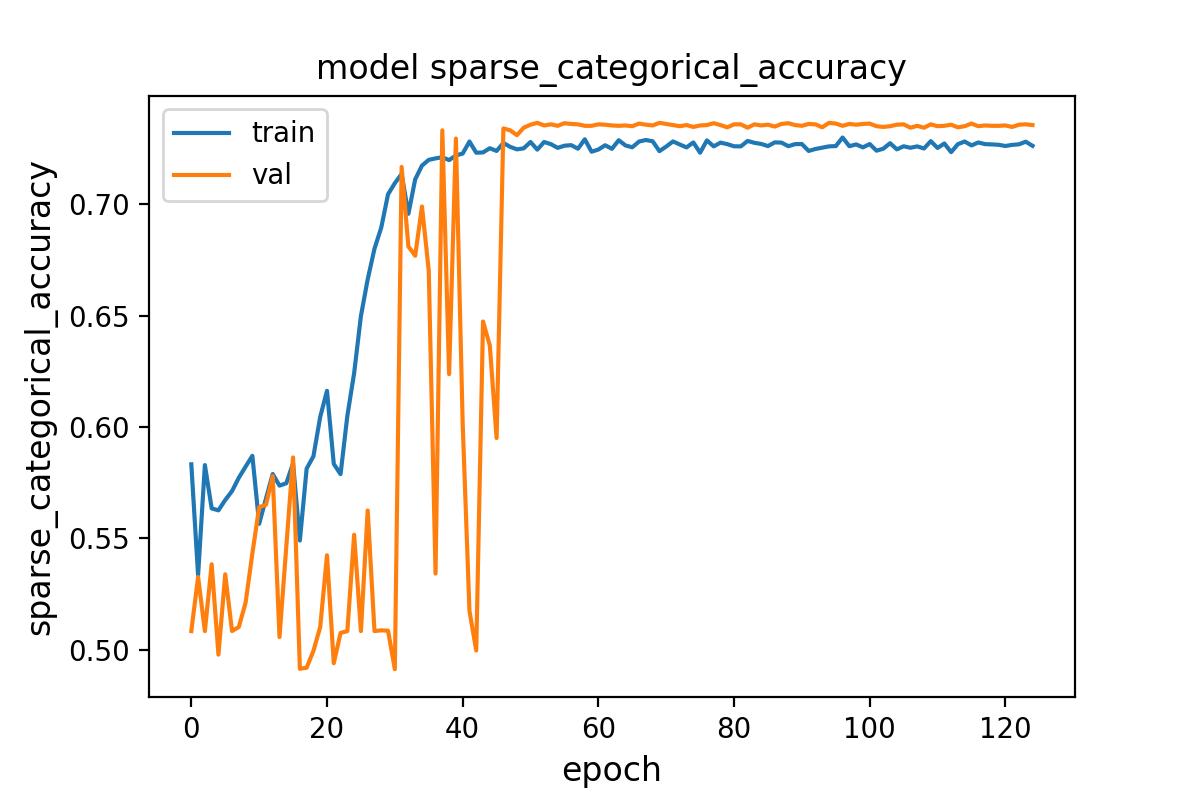 model sparse_categorical_accuracy
train
val
sparse_categorical_accuracy
0.70
0.65
0.60
0.55
0.50
0 20 40 60 80 100 120
epoch